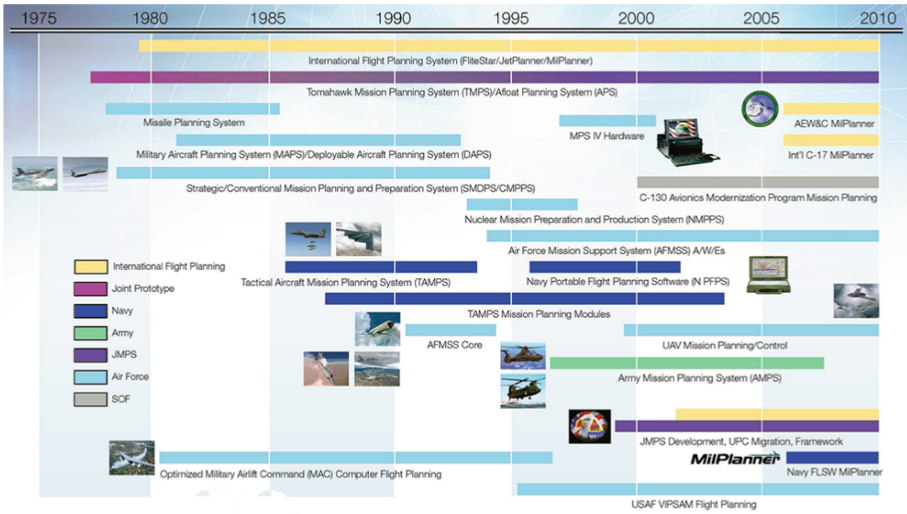 1975 1980 1985 1990 1995 2000 2005 2010
International Flight Planning System (FliteStar/JetPlanner/MilPlanner)
Tomahawk Mission Planning System (TMPS)/Afloat Planning System (APS)
Missile Planning System
MPS IV Hardware
AEW&C MilPlanner
Military Aircraft Planning System (MAPS)/Deployable Aircraft Planning System (DAPS)
Int'l C-17 MilPlanner
Strategic/Conventional Mission Planning and Preparation System (SMDPS/CMPPS)
C-130 Avionics Modernization Program Mission Planning
Nuclear Mission Preparation and Production System (NMPPS)
Air Force Mission Support System (AFMSS) A/W/Es
International Flight Planning
Joint Prototype
Navy
Army
JMPS
Air Force
SOF
Tactical Aircraft Mission Planning System (TAMPS)
Navy Portable Flight Planning Software (N PFPS)
TAMPS Mission Planning Modules
AFMSS Core
UAV Mission Planning/Control
Army Mission Planning System (AMPS)
JMPS Development, UPC Migration, Framework
MilPlanner
Navy FLSW MilPlanner
Optimized Military Airlift Command (MAC) Computer Flight Planning
USAF VIPSAM Flight Planning